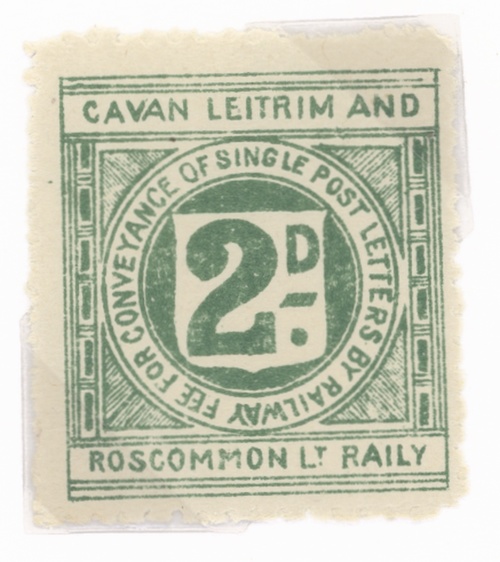 CAVAN LEITRIM AND
FEE FOR CONVEYANCE OF SINGLE POST LETTERS BY RAILWAY
2D.
ROSCOMMON LT RAILY